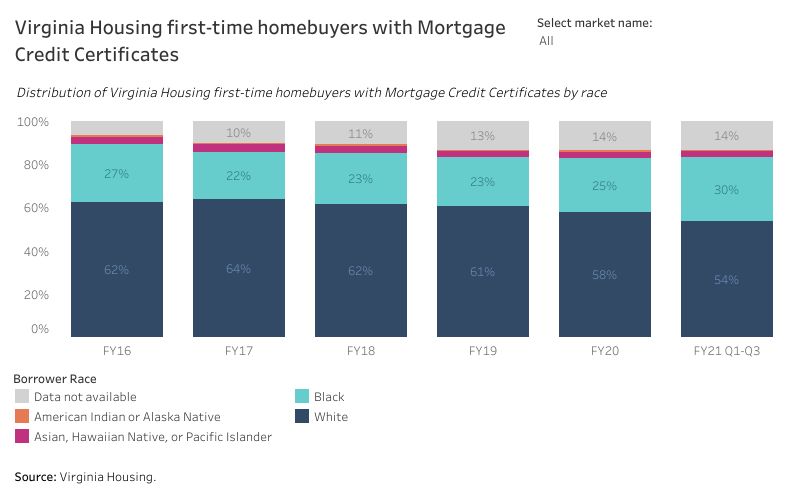 Virginia Housing first-time homebuyers with Mortgage
Credit Certificates
Select market name:
All
Distribution of Virginia Housing first-time homebuyers with Mortgage Credit Certificates by race
100%
80%
60%
40%
20%
0%
10%
11%
13%
14%
14%
27%
22%
23%
23%
25%
30%
62%
64%
62%
61%
58%
54%
FY16
FY17
FY18
FY19
FY20
FY21 Q1-Q3
Borrower Race
Data not available
American Indian or Alaska Native
Asian, Hawaiian Native, or Pacific Islander
Black
White
Source: Virginia Housing.